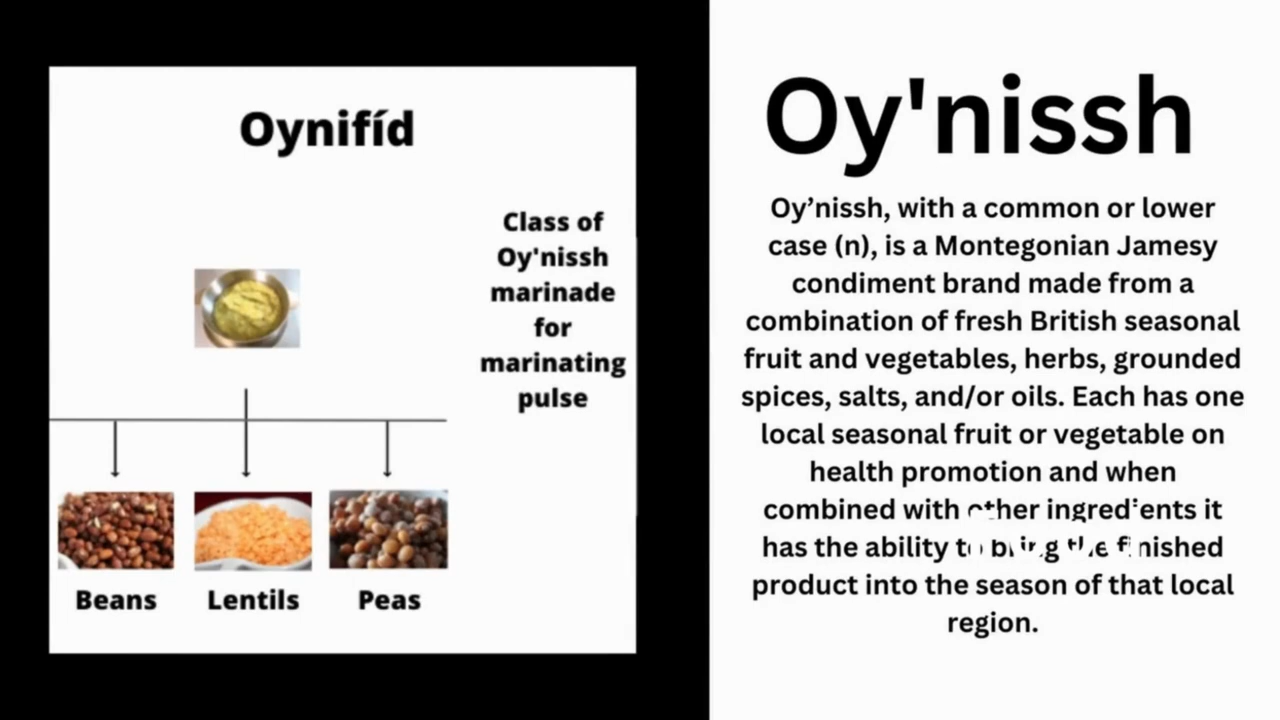 Oynifíd
Class of
Oy'nissh
marinade
for
marinating
pulse
Beans
Lentils
Peas
Oy'nissh
Oy’nissh, with a common or lower
case (n), is a Montegonian Jamesy
condiment brand made from a
combination of fresh British seasonal
fruit and vegetables, herbs, grounded
spices, salts, and/or oils. Each has one
local seasonal fruit or vegetable on
health promotion and when
combined with other ingredients it
has the ability to bring the finished
product into the season of that local
region.